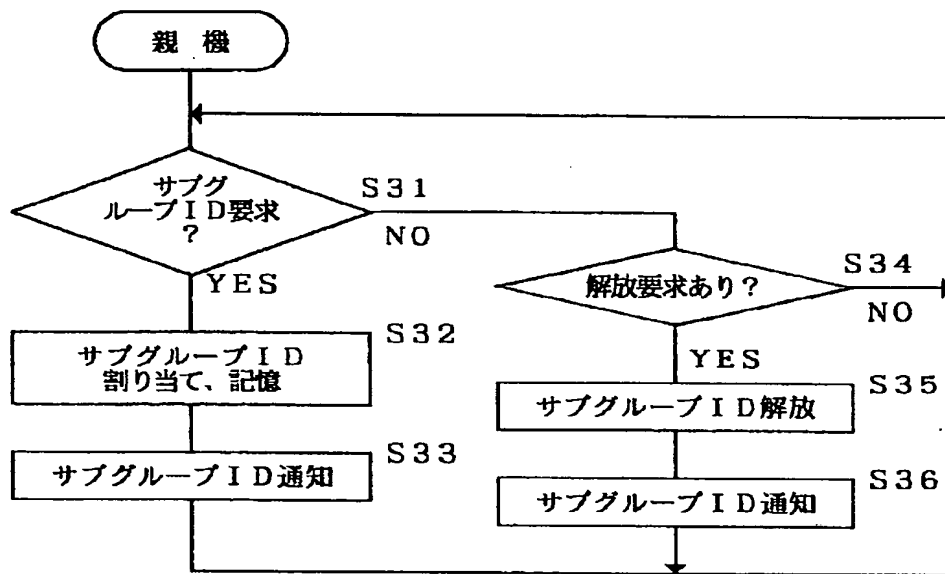 親 機
サブグ
ループID要求
?
S31
NO
YES
解放要求あり?
S34
NO
YES
サブグループID
割り当て、記憶
S32
サブグループID解放
S35
サブグループID通知
S33
サブグループID通知
S36